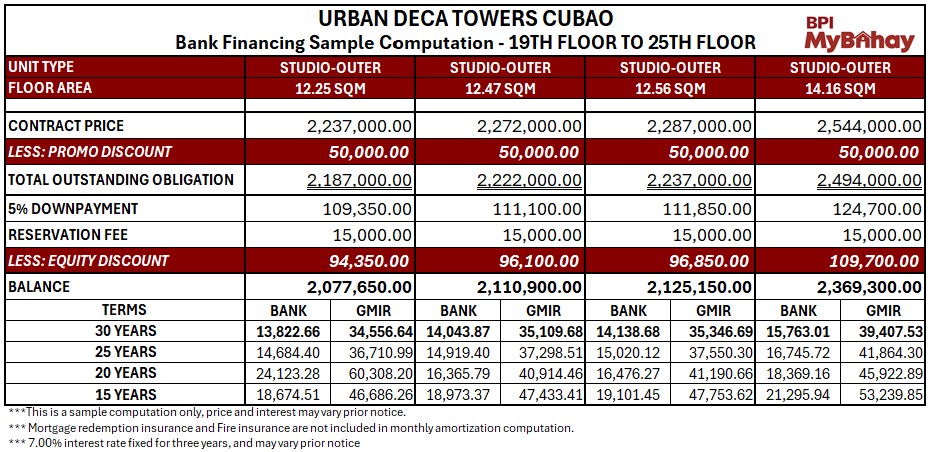 URBAN DECA TOWERS CUBAO
Bank Financing Sample Computation - 19TH FLOOR TO 25TH FLOOR
BPI
MyBahay
UNIT TYPE STUDIO-OUTER STUDIO-OUTER STUDIO-OUTER STUDIO-OUTER
FLOOR AREA 12.25 SQM 12.47 SQM 12.56 SQM 14.16 SQM
CONTRACT PRICE 2,237,000.00 2,272,000.00 2,287,000.00 2,544,000.00
LESS: PROMO DISCOUNT 50,000.00 50,000.00 50,000.00 50,000.00
TOTAL OUTSTANDING OBLIGATION 2,187,000.00 2,222,000.00 2,237,000.00 2,494,000.00
5% DOWNPAYMENT 109,350.00 111,100.00 111,850.00 124,700.00
RESERVATION FEE 15,000.00 15,000.00 15,000.00 15,000.00
LESS: EQUITY DISCOUNT 94,350.00 96,100.00 96,850.00 109,700.00
BALANCE 2,077,650.00 2,110,900.00 2,125,150.00 2,369,300.00
TERMS BANK GMIR BANK GMIR BANK GMIR BANK GMIR
30 YEARS 13,822.66 34,556.64 14,043.87 35,109.68 14,138.68 35,346.69 15,763.01 39,407.53
25 YEARS 14,684.40 36,710.99 14,919.40 37,298.51 15,020.12 37,550.30 16,745.72 41,864.30
20 YEARS 24,123.28 60,308.20 16,365.79 40,914.46 16,476.27 41,190.66 18,369.16 45,922.89
15 YEARS 18,674.51 46,686.26 18,973.37 47,433.41 19,101.45 47,753.62 21,295.94 53,239.85
***This is a sample computation only, price and interest may vary prior notice.
*** Mortgage redemption insurance and Fire insurance are not included in monthly amortization computation.
*** 7.00% interest rate fixed for three years, and may vary prior notice